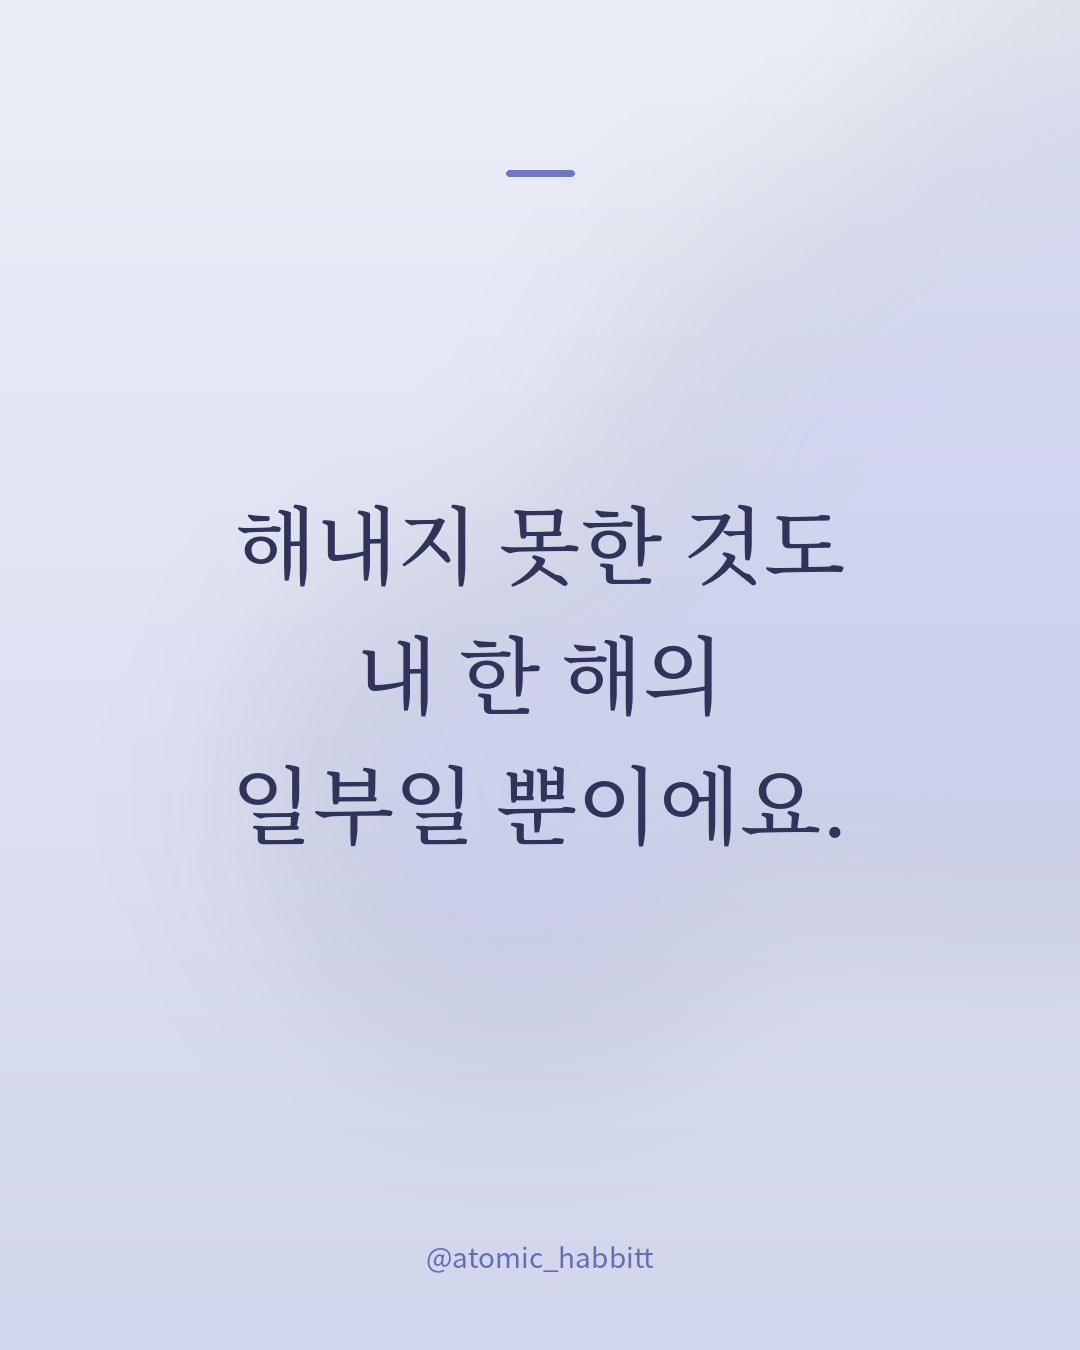 해내지 못한 것도
내 한 해의
일부일 뿐이에요.
@atomic_habbitt